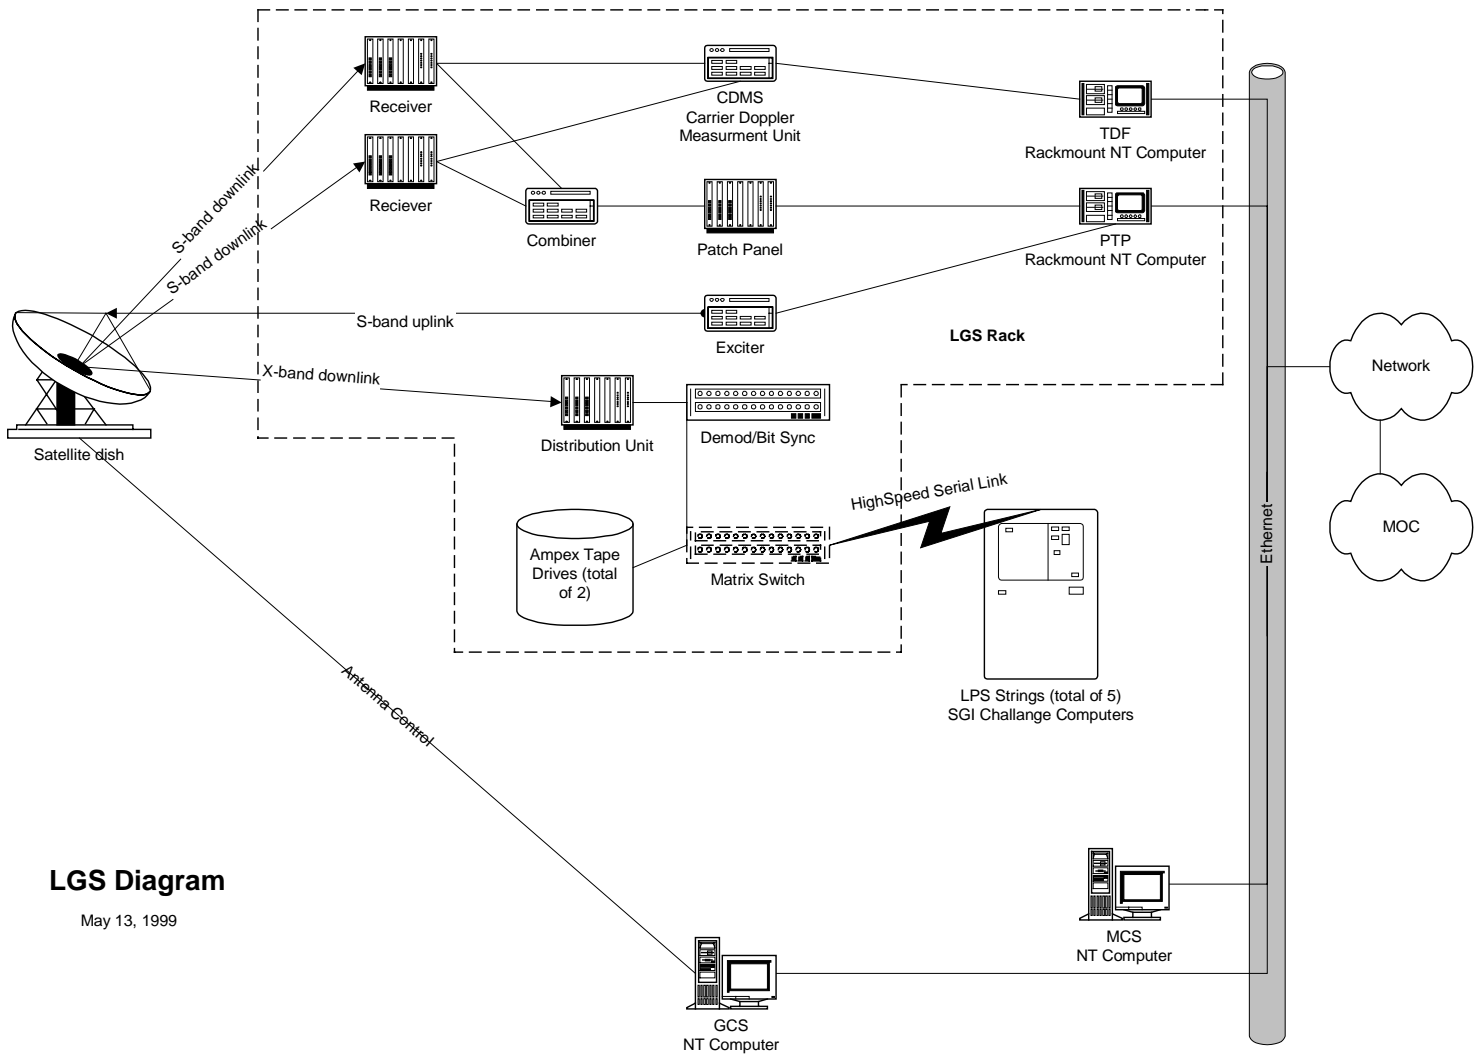 Receiver
CDMS
Carrier Doppler
Measurment Unit
TDF
Rackmount NT Computer
Reciever
S-band downlink
S-band downlink
Combiner
Patch Panel
PTP
Rackmount NT Computer
S-band uplink
Exciter
LGS Rack
Network
X-band downlink
Satellite dish
Distribution Unit
Demod/Bit Sync
HighSpeed Serial Link
Ethernet
MOC
Ampex Tape
Drives (total
of 2)
Matrix Switch
LPS Strings (total of 5)
SGI Challange Computers
Antenna Control
LGS Diagram
May 13, 1999
MCS
NT Computer
GCS
NT Computer